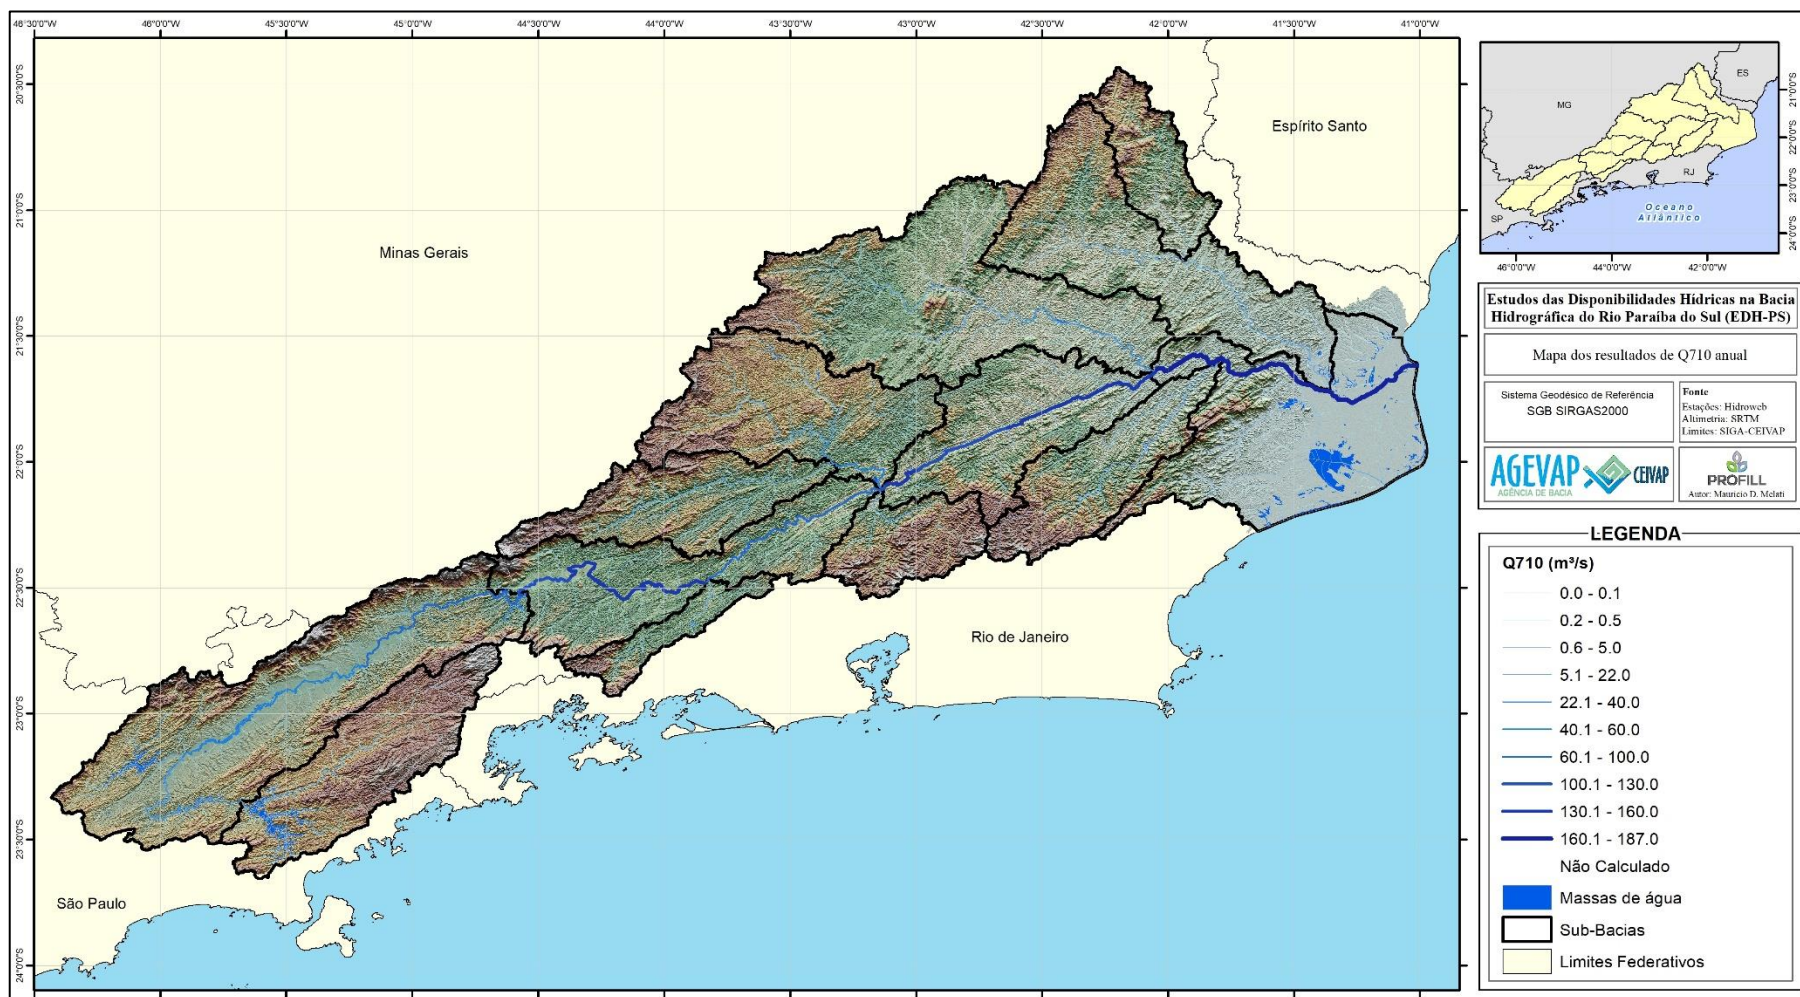 46°30'0"W 46°0'0"W 45°30'0"W 45°0'0"W 44°30'0"W 44°0'0"W 43°30'0"W 43°0'0"W 42°30'0"W 42°0'0"W 41°30'0"W 41°0'0"W
20°30'0"S
21°0'0"S
21°30'0"S
22°0'0"S
22°30'0"S
23°0'0"S
23°30'0"S
24°0'0"S
Espírito Santo
Minas Gerais
Rio de Janeiro
São Paulo
ES
MG
RJ
SP
Oceano
Atlântico
21°0'0"S
22°0'0"S
23°0'0"S
24°0'0"S
46°0'0"W 44°0'0"W 42°0'0"W
Estudos das Disponibilidades Hídricas na Bacia
Hidrográfica do Rio Paraíba do Sul (EDH-PS)
Mapa dos resultados de Q710 anual
Sistema Geodésico de Referência
SGB SIRGAS2000
Fonte
Estações: Hidroweb
Altimetria: SRTM
Limites: SIGA-CEIVAP
AGEVAP
AGÊNCIA DE BACIA
CEIVAP
PROFILL
Autor: Mauricio D. Melati
LEGENDA
Q710 (m³/s)
0.0 - 0.1
0.2 - 0.5
0.6 - 5.0
5.1 - 22.0
22.1 - 40.0
40.1 - 60.0
60.1 - 100.0
100.1 - 130.0
130.1 - 160.0
160.1 - 187.0
Não Calculado
Massas de água
Sub-Bacias
Limites Federativos